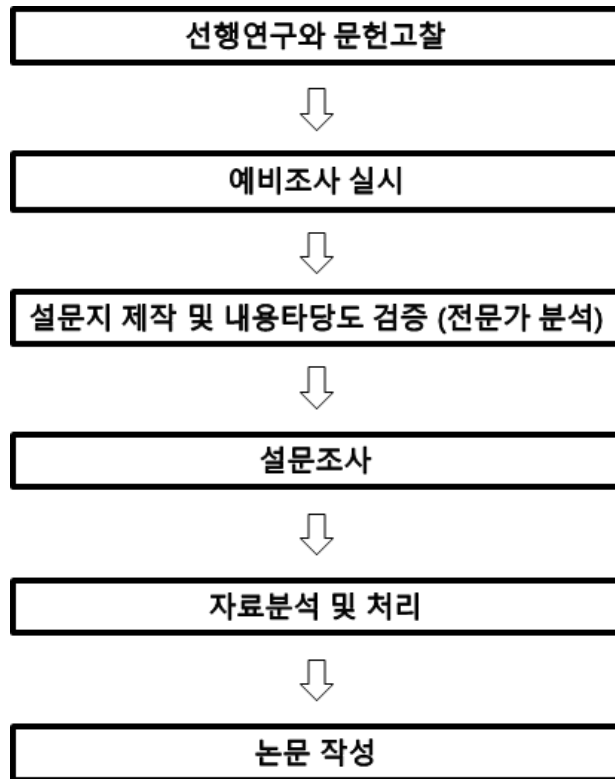 선행연구와 문헌고찰
예비조사 실시
설문지 제작 및 내용타당도 검증 (전문가 분석)
설문조사
자료분석 및 처리
논문 작성